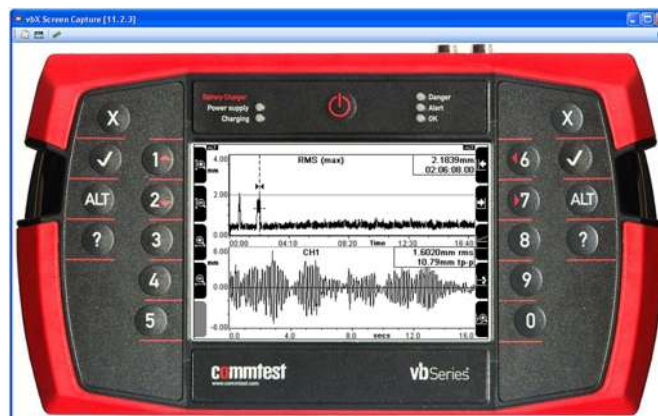 vbX Screen Capture [11.2.3]
Battery Charger
Power supply
Charging
Danger
Alert
OK
X
X
ALT
ALT
RMS (max)
2.1839mm
02:06:08.00
4.00
mm
2.00
0.00
00:00 04:10 08:20 Time 12:30 16:40
1
2
3
4
5
6
7
8
9
0
ALT
?
ALT
?
6.00
mm
CH1
1.6020mm rms
10.79mm tp-p
0.00
-6.00
0.0 4.0 secs 12.0 16.0
commtest
www.commtest.com
vbSeries